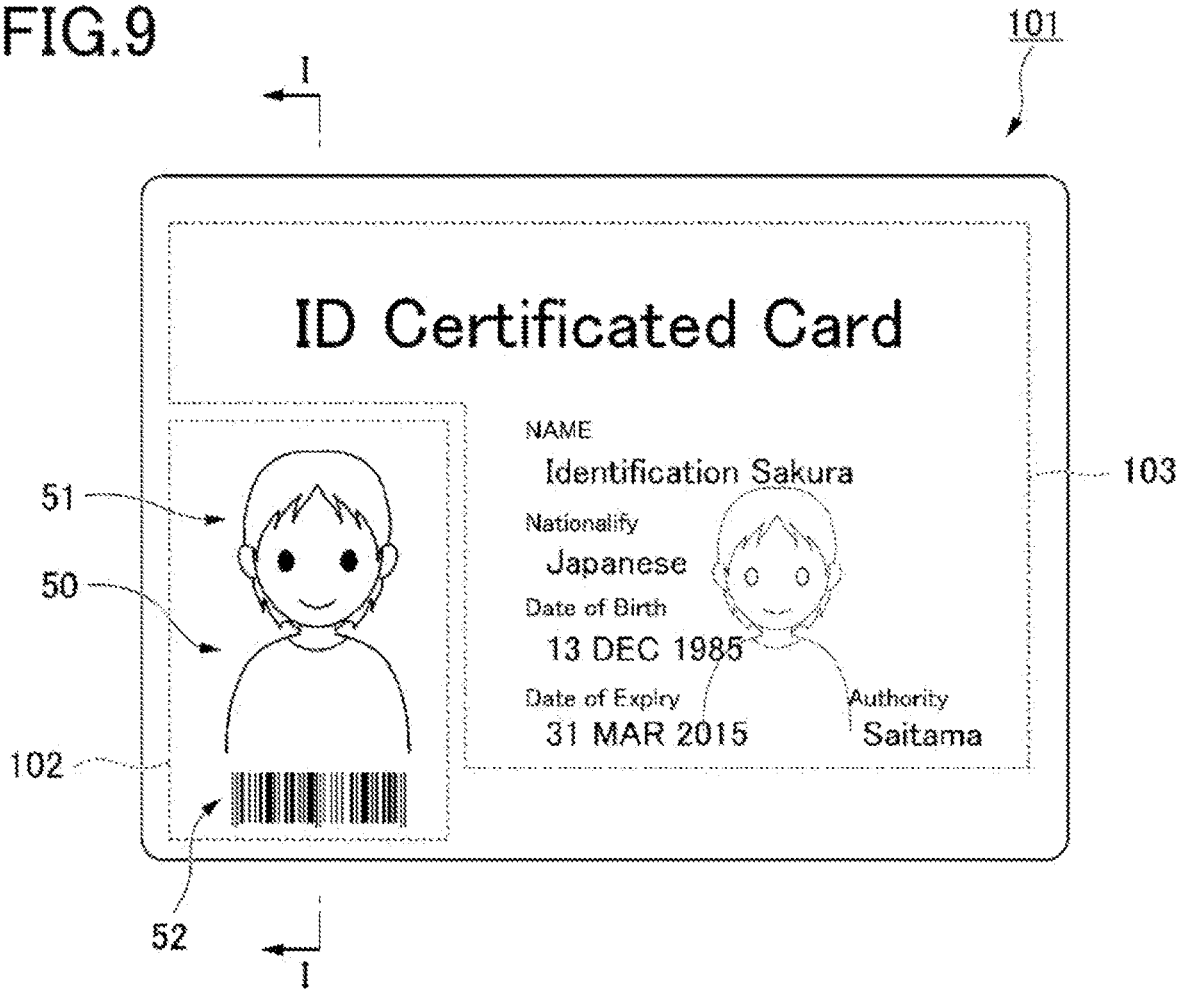 FIG.9
101
I
ID Certificated Card
NAME
Identification Sakura
Nationalify
Japanese
Date of Birth
13 DEC 1985
Date of Expiry
31 MAR 2015
Authority
Saitama
51
50
102
52
103
I